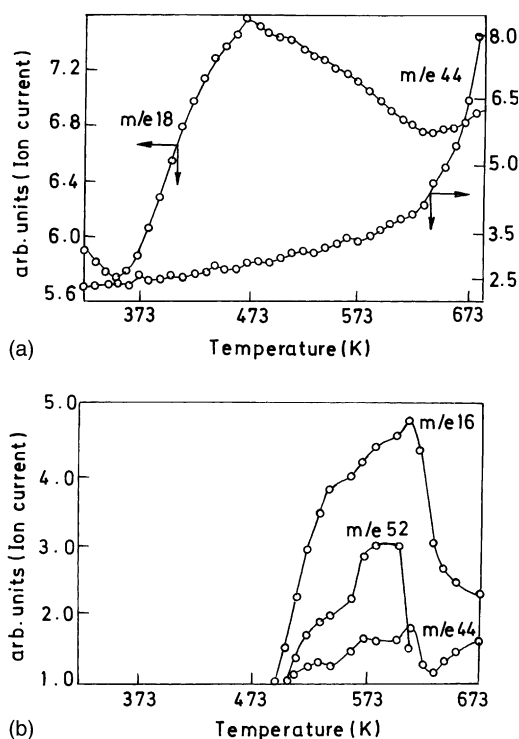 8.0
7.2
m/e 44
m/e 18
6.5
6.8
5.0
6.4
3.5
6.0
2.5
5.6
arb. units (Ion current)
373 473 573 673
(a)
Temperature (K)
5.0
m/e 16
4.0
m/e 52
3.0
2.0
m/e 44
1.0
arb. units (Ion current)
373 473 573 673
(b)
Temperature (K)